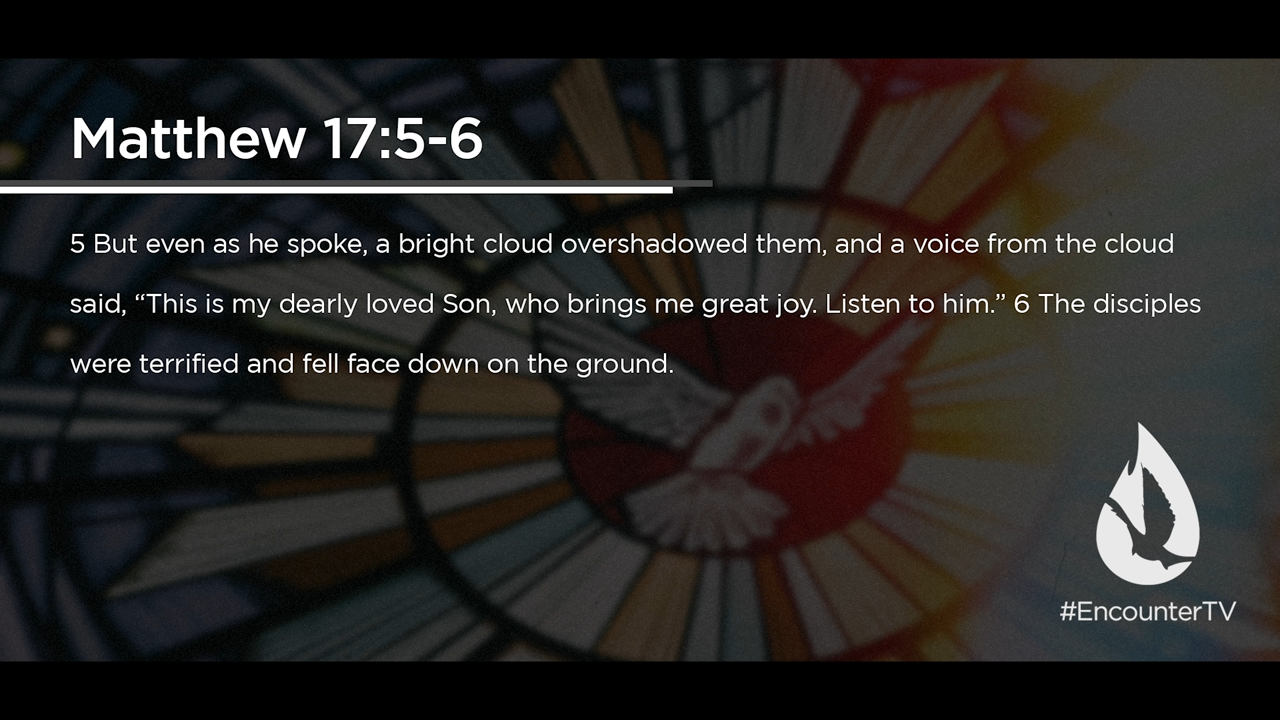 Matthew 17:5-6
5 But even as he spoke, a bright cloud overshadowed them, and a voice from the cloud
said, “This is my dearly loved Son, who brings me great joy. Listen to him.” 6 The disciples
were terrified and fell face down on the ground.
#EncounterTV